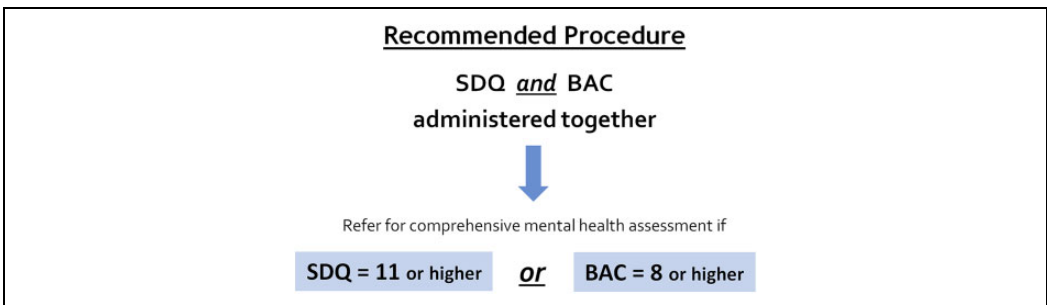 Recommended Procedure
SDQ and BAC
administered together
Refer for comprehensive mental health assessment if
SDQ = 11 or higher or BAC = 8 or higher